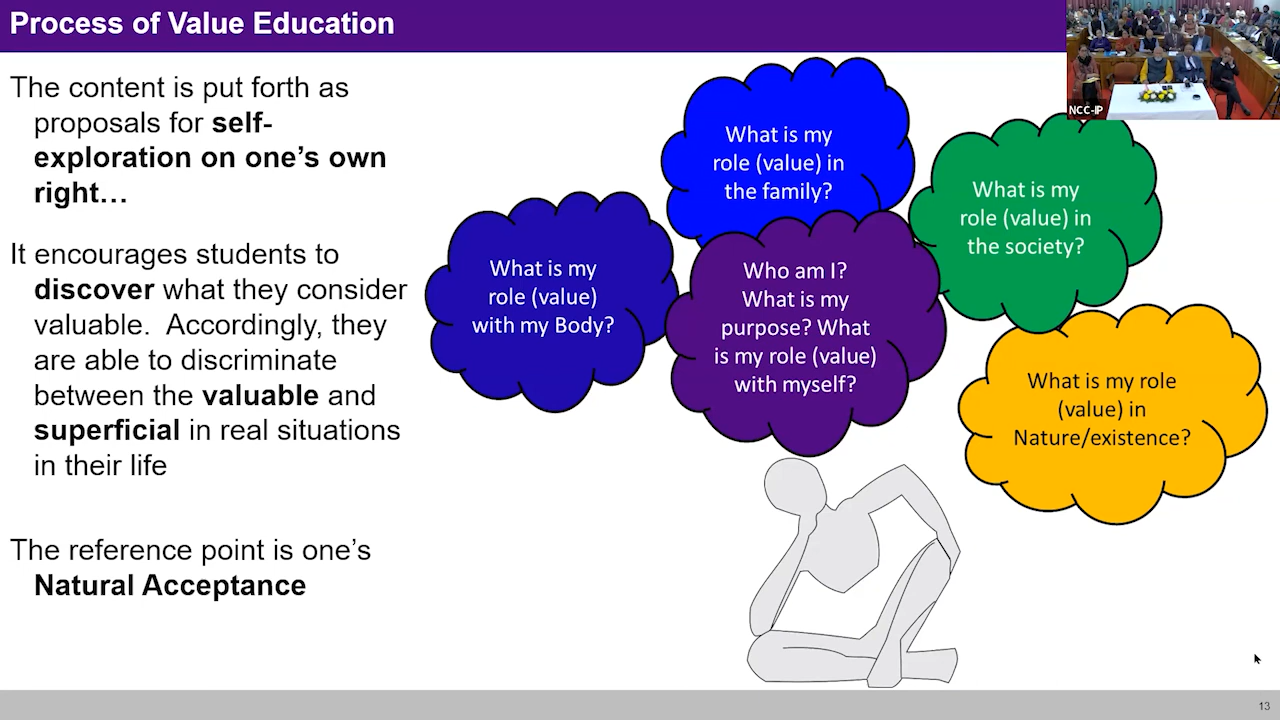 Process of Value Education
The content is put forth as
proposals for self-
exploration on one’s own
right…
It encourages students to
discover what they consider
valuable.  Accordingly, they
are able to discriminate
between the valuable and
superficial in real situations
in their life
The reference point is one’s
Natural Acceptance
What is my
role (value)
with my Body?
What is my
role (value) in
the family?
Who am I?
What is my
purpose? What
is my role (value)
with myself?
What is my
role (value) in
the society?
What is my role
(value) in
Nature/existence?
NCC-IP
13